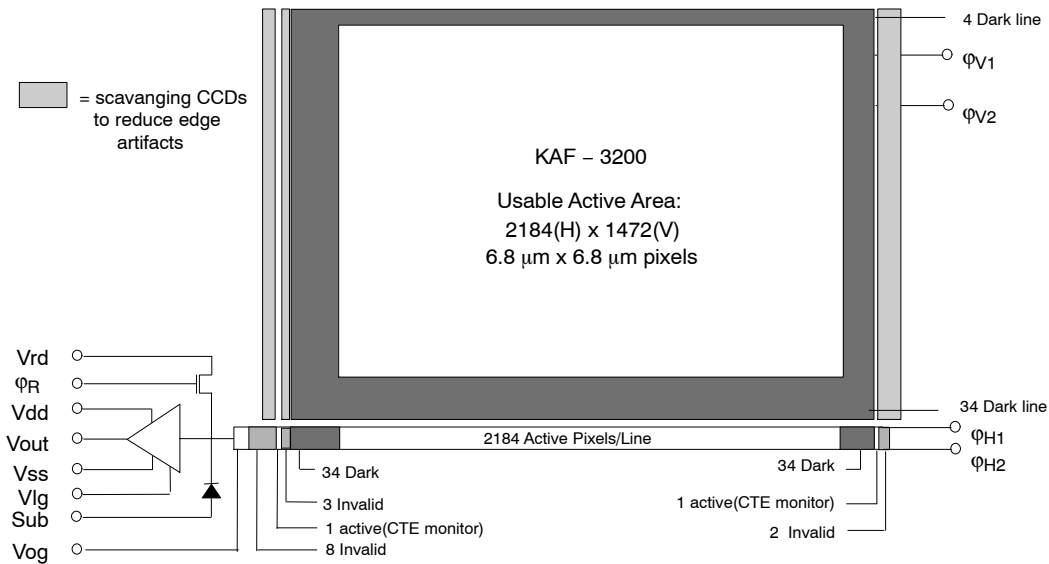 4 Dark line
φV1
= scavanging CCDs
to reduce edge
artifacts
φV2
KAF – 3200
Usable Active Area:
2184(H) x 1472(V)
6.8 μm x 6.8 μm pixels
Vrd
φR
Vdd
34 Dark line
Vout
2184 Active Pixels/Line
φH1
Vss
34 Dark
34 Dark
φH2
Vlg
3 Invalid
1 active(CTE monitor)
Sub
1 active(CTE monitor)
2 Invalid
Vog
8 Invalid